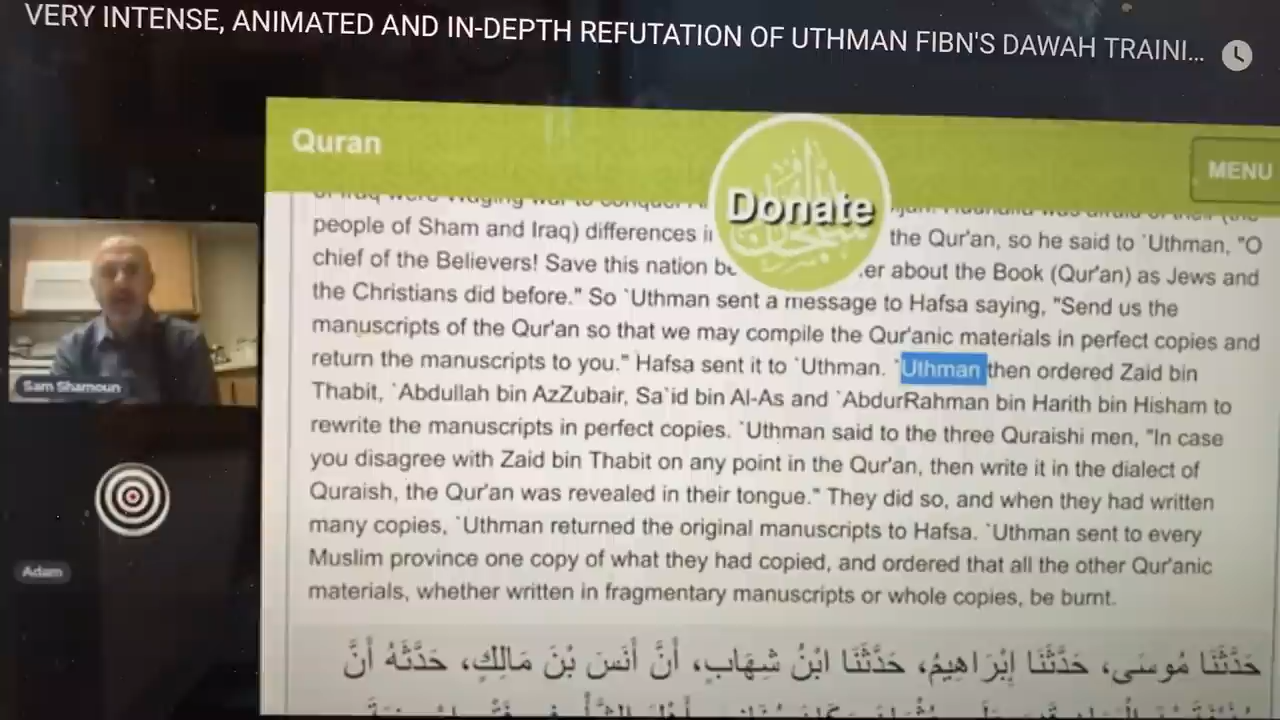 VERY INTENSE, ANIMATED AND IN-DEPTH REFUTATION OF UTHMAN FIBN'S DAWAH TRAINI...
Quran
Donate
MENU
people of Sham and Iraq) differences i the Qur'an, so he said to `Uthman, "O
chief of the Believers! Save this nation be .er about the Book (Qur'an) as Jews and
the Christians did before." So `Uthman sent a message to Hafsa saying, "Send us the
manuscripts of the Qur'an so that we may compile the Qur'anic materials in perfect copies and
return the manuscripts to you." Hafsa sent it to `Uthman. `Uthman then ordered Zaid bin
Thabit, `Abdullah bin AzZubair, Sa`id bin Al-As and `AbdurRahman bin Harith bin Hisham to
rewrite the manuscripts in perfect copies. `Uthman said to the three Quraishi men, "In case
you disagree with Zaid bin Thabit on any point in the Qur'an, then write it in the dialect of
Quraish, the Qur'an was revealed in their tongue." They did so, and when they had written
many copies, `Uthman returned the original manuscripts to Hafsa. `Uthman sent to every
Muslim province one copy of what they had copied, and ordered that all the other Qur'anic
materials, whether written in fragmentary manuscripts or whole copies, be burnt.
حَدَّثَنَا مُوسَى، حَدَّثَنَا إِبْرَاهِيمُ، حَدَّثَنَا ابْنُ شِهَابٍ، أَنَّ أَنَسَ بْنَ مَالِكٍ، حَدَّثَهُ أَنَّ
Sam Shamoun
Adam